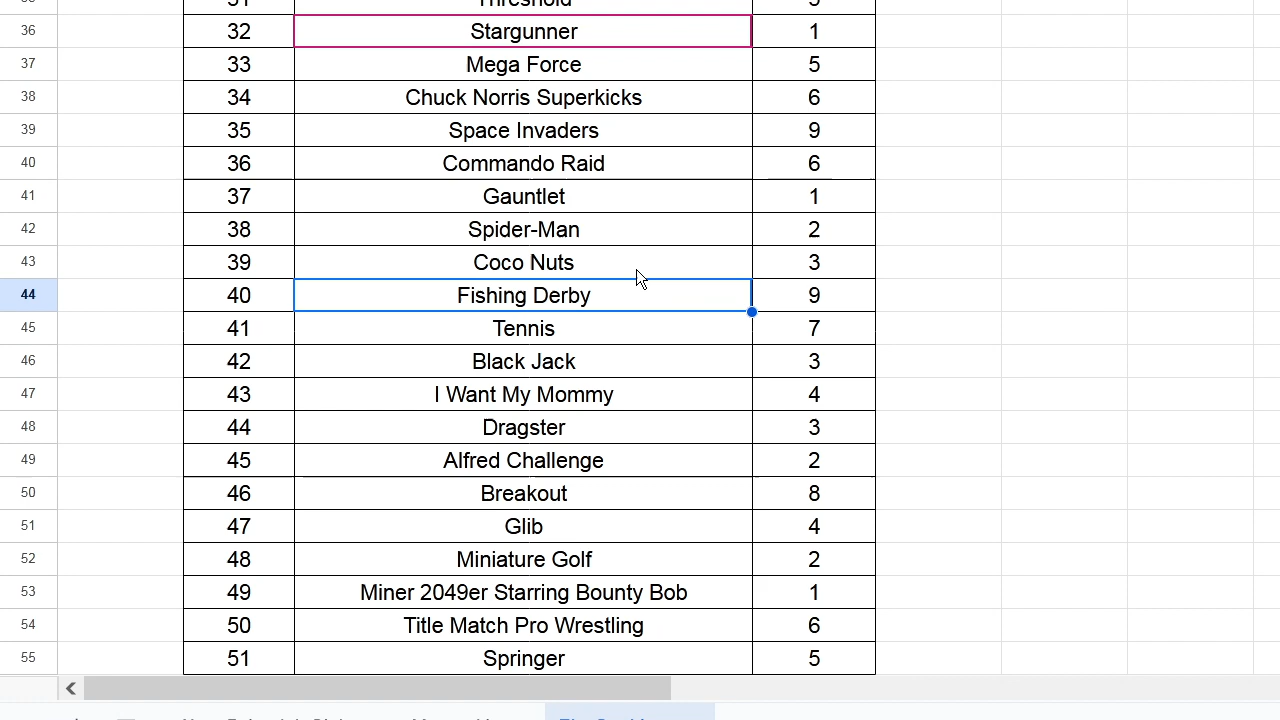 31 Threshold
36 32 Stargunner 1
37 33 Mega Force 5
38 34 Chuck Norris Superkicks 6
39 35 Space Invaders 9
40 36 Commando Raid 6
41 37 Gauntlet 1
42 38 Spider-Man 2
43 39 Coco Nuts 3
44 40 Fishing Derby 9
45 41 Tennis 7
46 42 Black Jack 3
47 43 I Want My Mommy 4
48 44 Dragster 3
49 45 Alfred Challenge 2
50 46 Breakout 8
51 47 Glib 4
52 48 Miniature Golf 2
53 49 Miner 2049er Starring Bounty Bob 1
54 50 Title Match Pro Wrestling 6
55 51 Springer 5